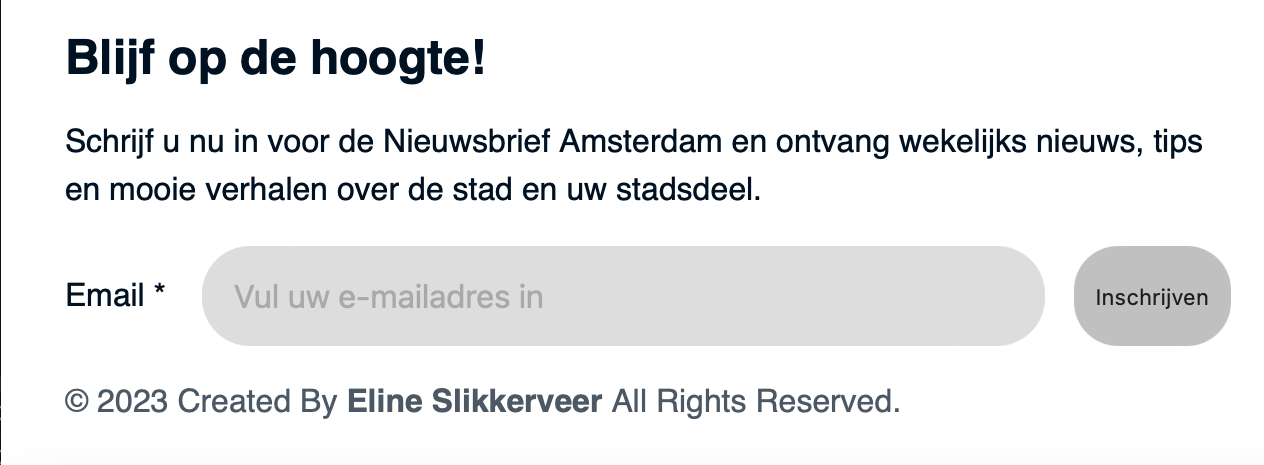 Blijf op de hoogte!
Schrijf u nu in voor de Nieuwsbrief Amsterdam en ontvang wekelijks nieuws, tips
en mooie verhalen over de stad en uw stadsdeel.
Email * Vul uw e-mailadres in Inschrijven
© 2023 Created By Eline Slikkerveer All Rights Reserved.